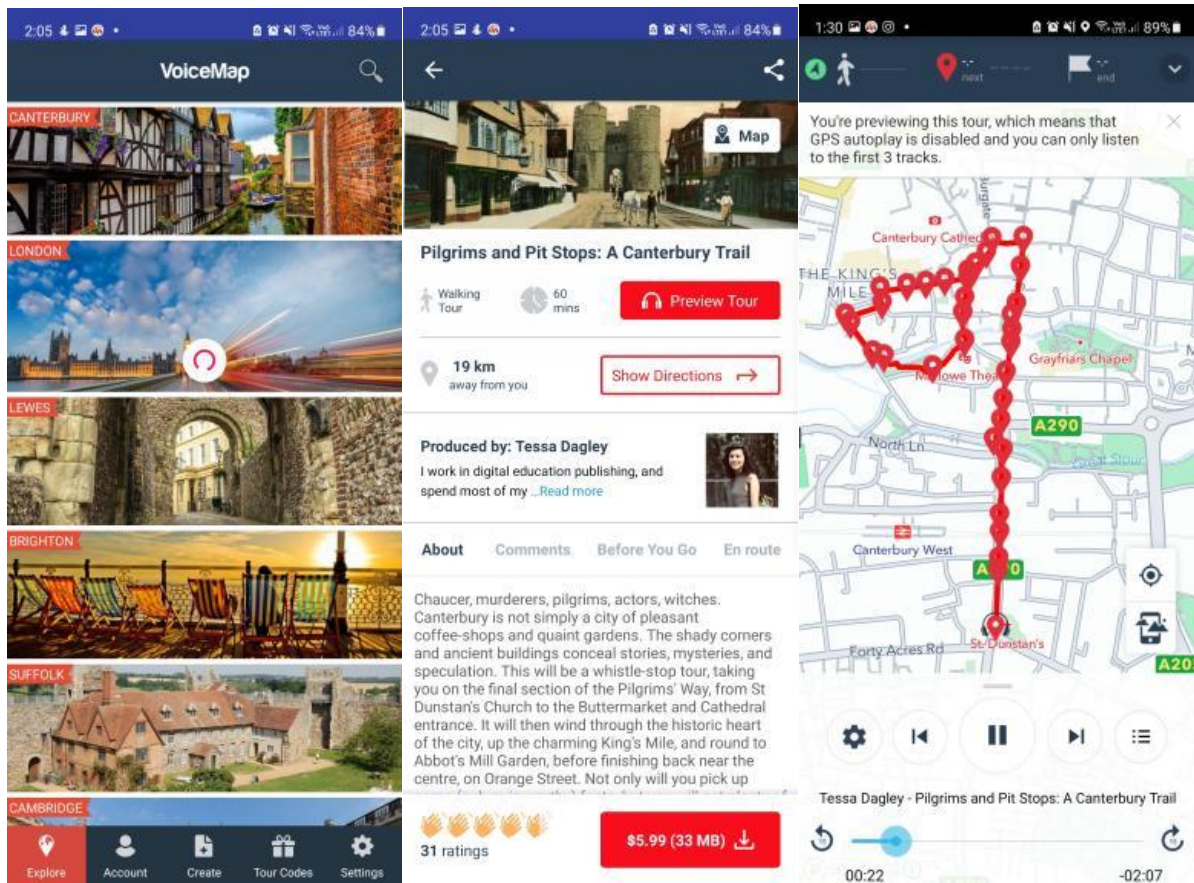 2:05
84%
VoiceMap
CANTERBURY
LONDON
LEWES
BRIGHTON
SUFFOLK
CAMBRIDGE
Explore
Account
Create
Tour Codes
Settings
2:05
84%
Map
Pilgrims and Pit Stops: A Canterbury Trail
Walking
Tour
60
mins
Preview Tour
19 km
away from you
Show Directions
Produced by: Tessa Dagley
I work in digital education publishing, and
spend most of my ...Read more
About Comments Before You Go En route
Chaucer, murderers, pilgrims, actors, witches.
Canterbury is not simply a city of pleasant
coffee-shops and quaint gardens. The shady corners
and ancient buildings conceal stories, mysteries, and
speculation. This will be a whistle-stop tour, taking
you on the final section of the Pilgrims' Way, from St
Dunstan's Church to the Buttermarket and Cathedral
entrance. It will then wind through the historic heart
of the city, up the charming King's Mile, and round to
Abbot's Mill Garden, before finishing back near the
centre, on Orange Street. Not only will you pick up
31 ratings
$5.99 (33 MB)
1:30
89%
-.-
next
-.-
end
You're previewing this tour, which means that
GPS autoplay is disabled and you can only listen
to the first 3 tracks.
Canterbury
THE KING'S
MILE
Grayfriars Chapel
A290
North Ln
Great Stour
Canterbury West
St. Dunstan's
Forty Acres Rd
Tessa Dagley - Pilgrims and Pit Stops: A Canterbury Trail
00:22
-02:07